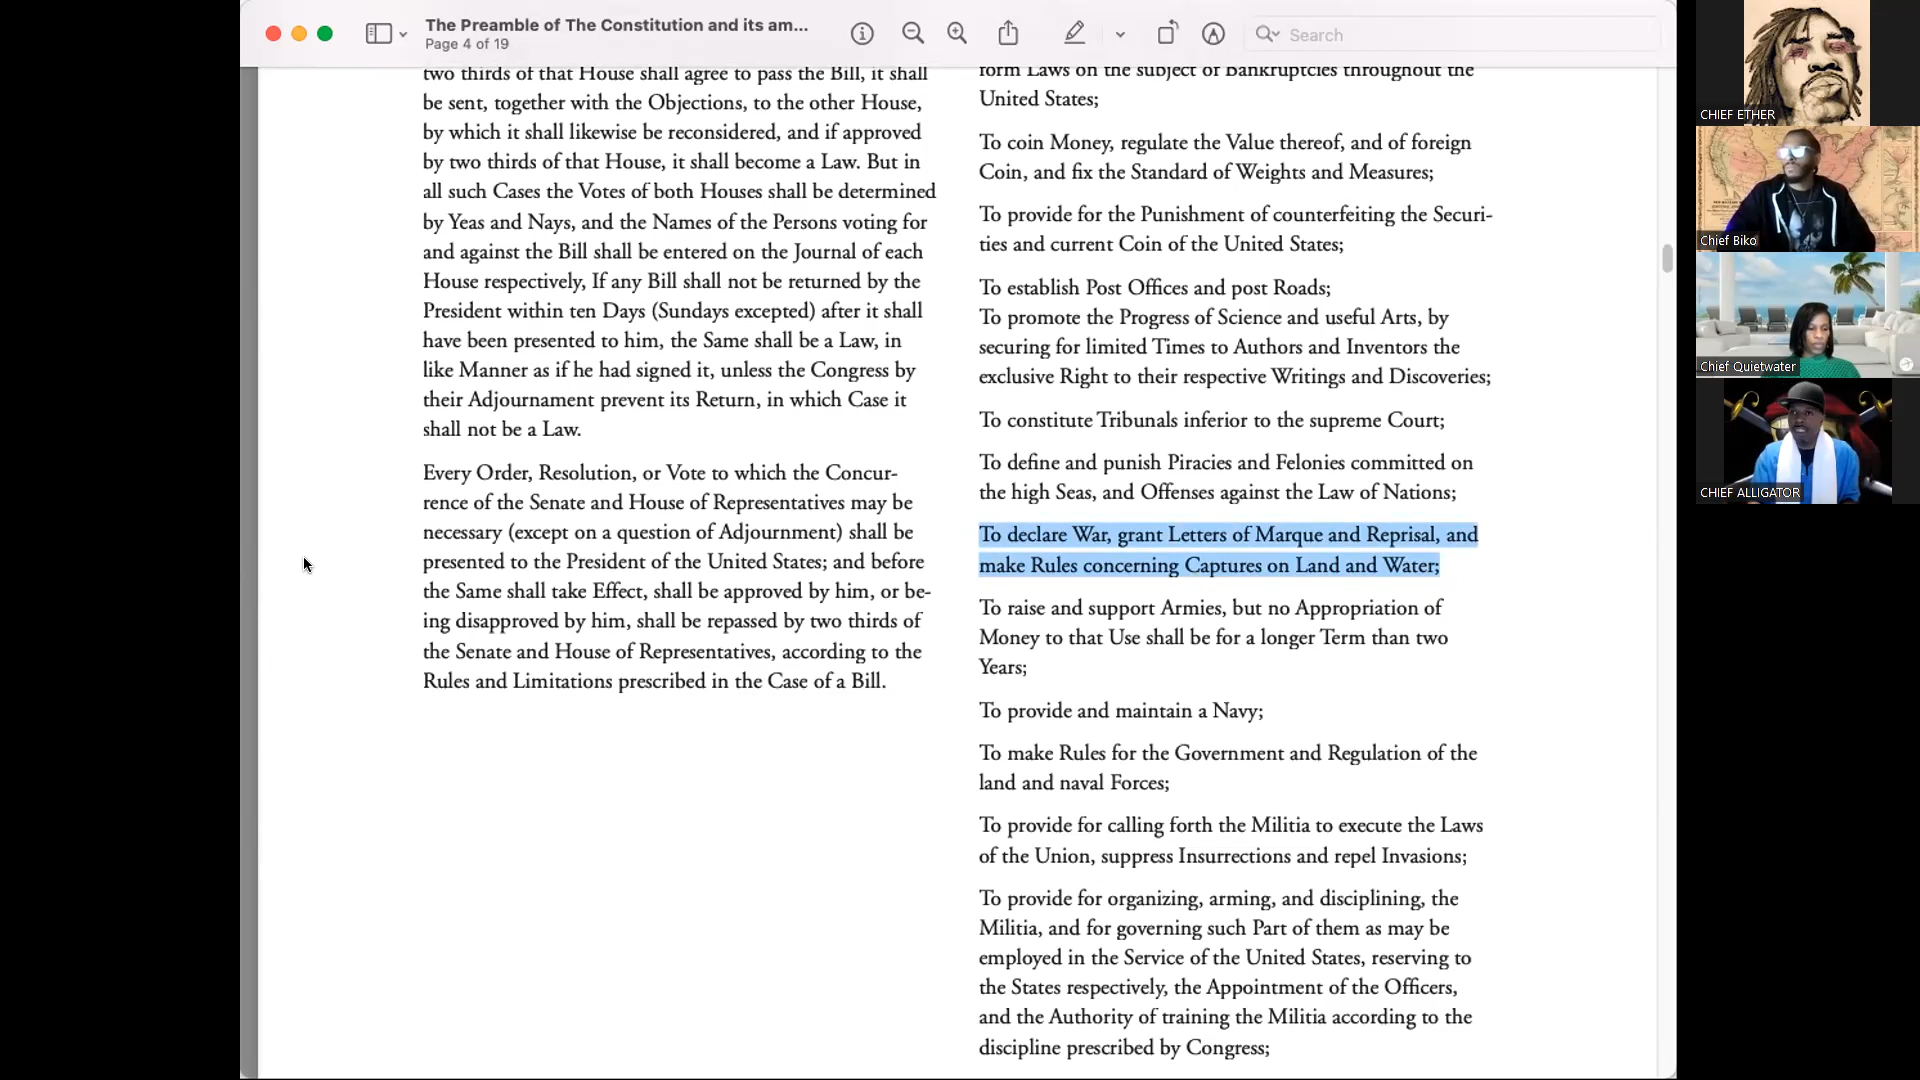 The Preamble of The Constitution and its am...
Page 4 of 19
Search
two thirds of that House shall agree to pass the Bill, it shall
be sent, together with the Objections, to the other House,
by which it shall likewise be reconsidered, and if approved
by two thirds of that House, it shall become a Law. But in
all such Cases the Votes of both Houses shall be determined
by Yeas and Nays, and the Names of the Persons voting for
and against the Bill shall be entered on the Journal of each
House respectively, If any Bill shall not be returned by the
President within ten Days (Sundays excepted) after it shall
have been presented to him, the Same shall be a Law, in
like Manner as if he had signed it, unless the Congress by
their Adjournament prevent its Return, in which Case it
shall not be a Law.
Every Order, Resolution, or Vote to which the Concur-
rence of the Senate and House of Representatives may be
necessary (except on a question of Adjournment) shall be
presented to the President of the United States; and before
the Same shall take Effect, shall be approved by him, or be-
ing disapproved by him, shall be repassed by two thirds of
the Senate and House of Representatives, according to the
Rules and Limitations prescribed in the Case of a Bill.
form Laws on the subject of Bankruptcies throughout the
United States;
To coin Money, regulate the Value thereof, and of foreign
Coin, and fix the Standard of Weights and Measures;
To provide for the Punishment of counterfeiting the Securi-
ties and current Coin of the United States;
To establish Post Offices and post Roads;
To promote the Progress of Science and useful Arts, by
securing for limited Times to Authors and Inventors the
exclusive Right to their respective Writings and Discoveries;
To constitute Tribunals inferior to the supreme Court;
To define and punish Piracies and Felonies committed on
the high Seas, and Offenses against the Law of Nations;
To declare War, grant Letters of Marque and Reprisal, and
make Rules concerning Captures on Land and Water;
To raise and support Armies, but no Appropriation of
Money to that Use shall be for a longer Term than two
Years;
To provide and maintain a Navy;
To make Rules for the Government and Regulation of the
land and naval Forces;
To provide for calling forth the Militia to execute the Laws
of the Union, suppress Insurrections and repel Invasions;
To provide for organizing, arming, and disciplining, the
Militia, and for governing such Part of them as may be
employed in the Service of the United States, reserving to
the States respectively, the Appointment of the Officers,
and the Authority of training the Militia according to the
discipline prescribed by Congress;
CHIEF ETHER
Chief Biko
Chief Quietwater
CHIEF ALLIGATOR